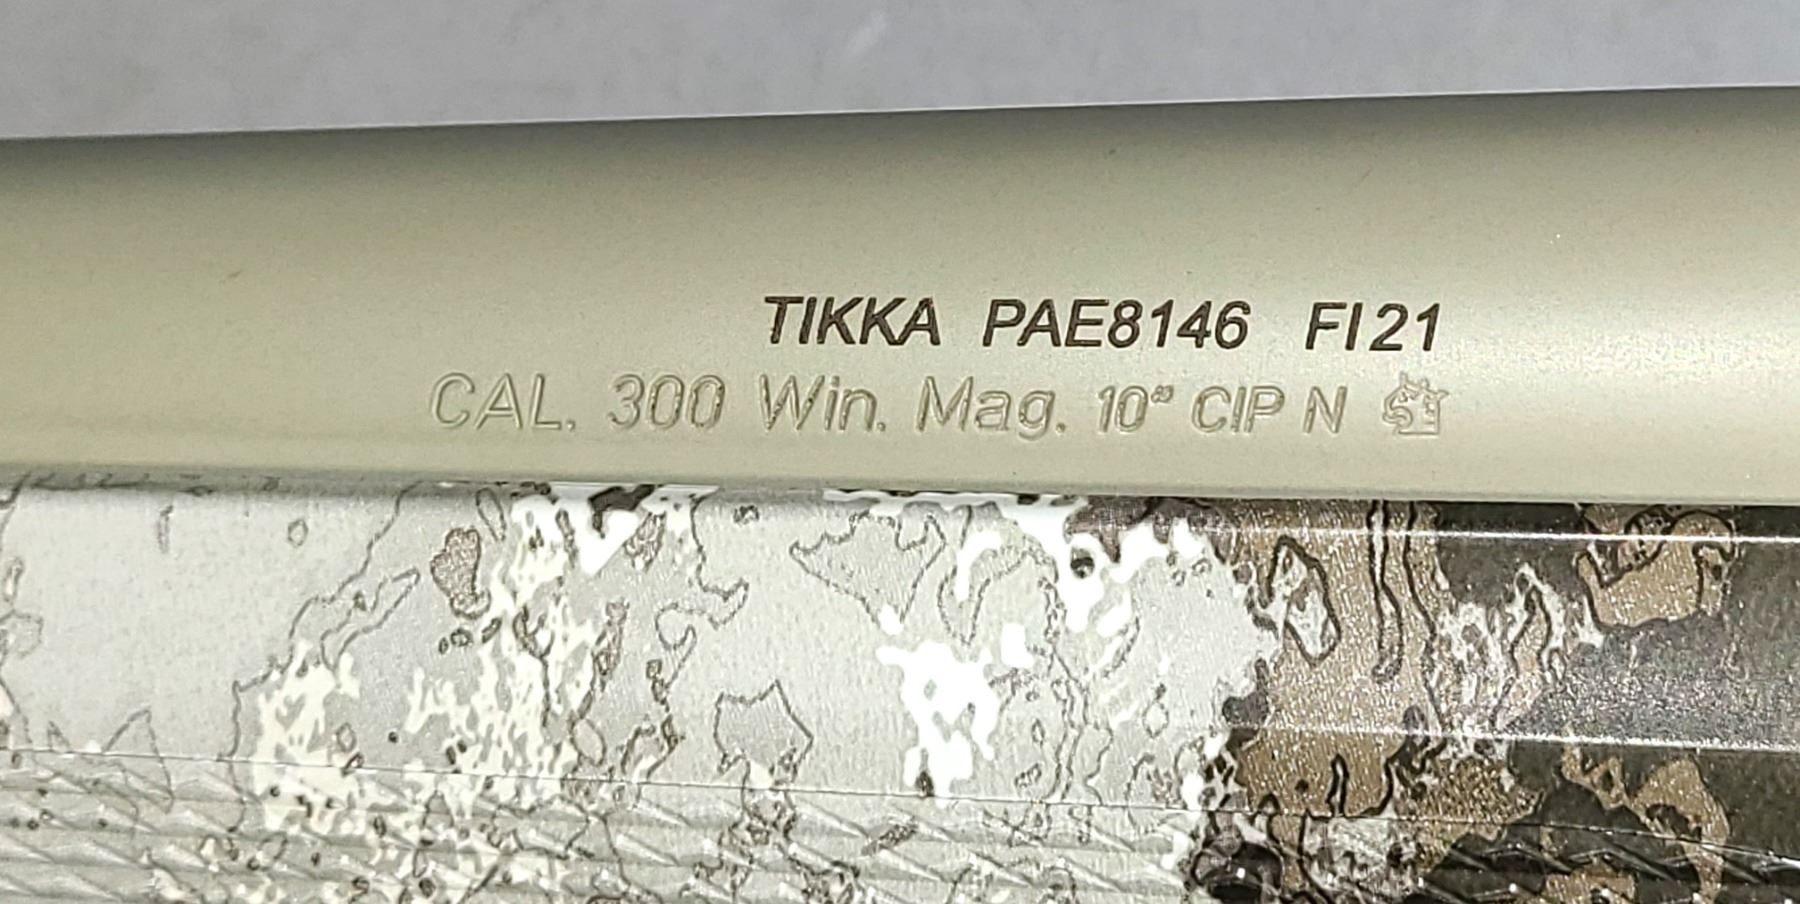 TIKKA PAE8146 FI21
CAL. 300 Win. Mag. 10" CIP N